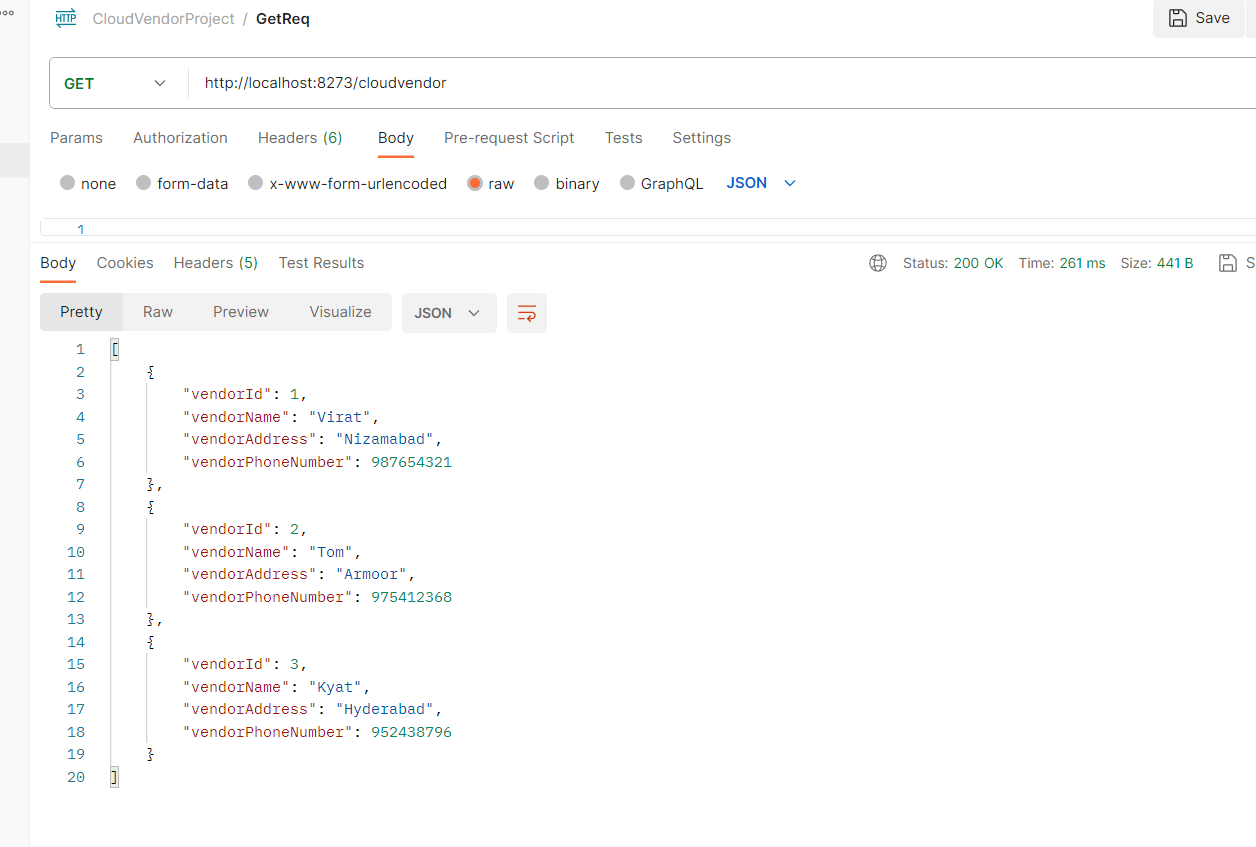 HTTP CloudVendorProject / GetReq Save
GET http://localhost:8273/cloudvendor
Params Authorization Headers (6) Body Pre-request Script Tests Settings
none form-data x-www-form-urlencoded raw binary GraphQL JSON
1
Body Cookies Headers (5) Test Results Status: 200 OK Time: 261 ms Size: 441 B S
Pretty Raw Preview Visualize JSON
1 [
2 {
3 "vendorId": 1,
4 "vendorName": "Virat",
5 "vendorAddress": "Nizamabad",
6 "vendorPhoneNumber": 987654321
7 },
8 {
9 "vendorId": 2,
10 "vendorName": "Tom",
11 "vendorAddress": "Armoor",
12 "vendorPhoneNumber": 975412368
13 },
14 {
15 "vendorId": 3,
16 "vendorName": "Kyat",
17 "vendorAddress": "Hyderabad",
18 "vendorPhoneNumber": 952438796
19 }
20 ]